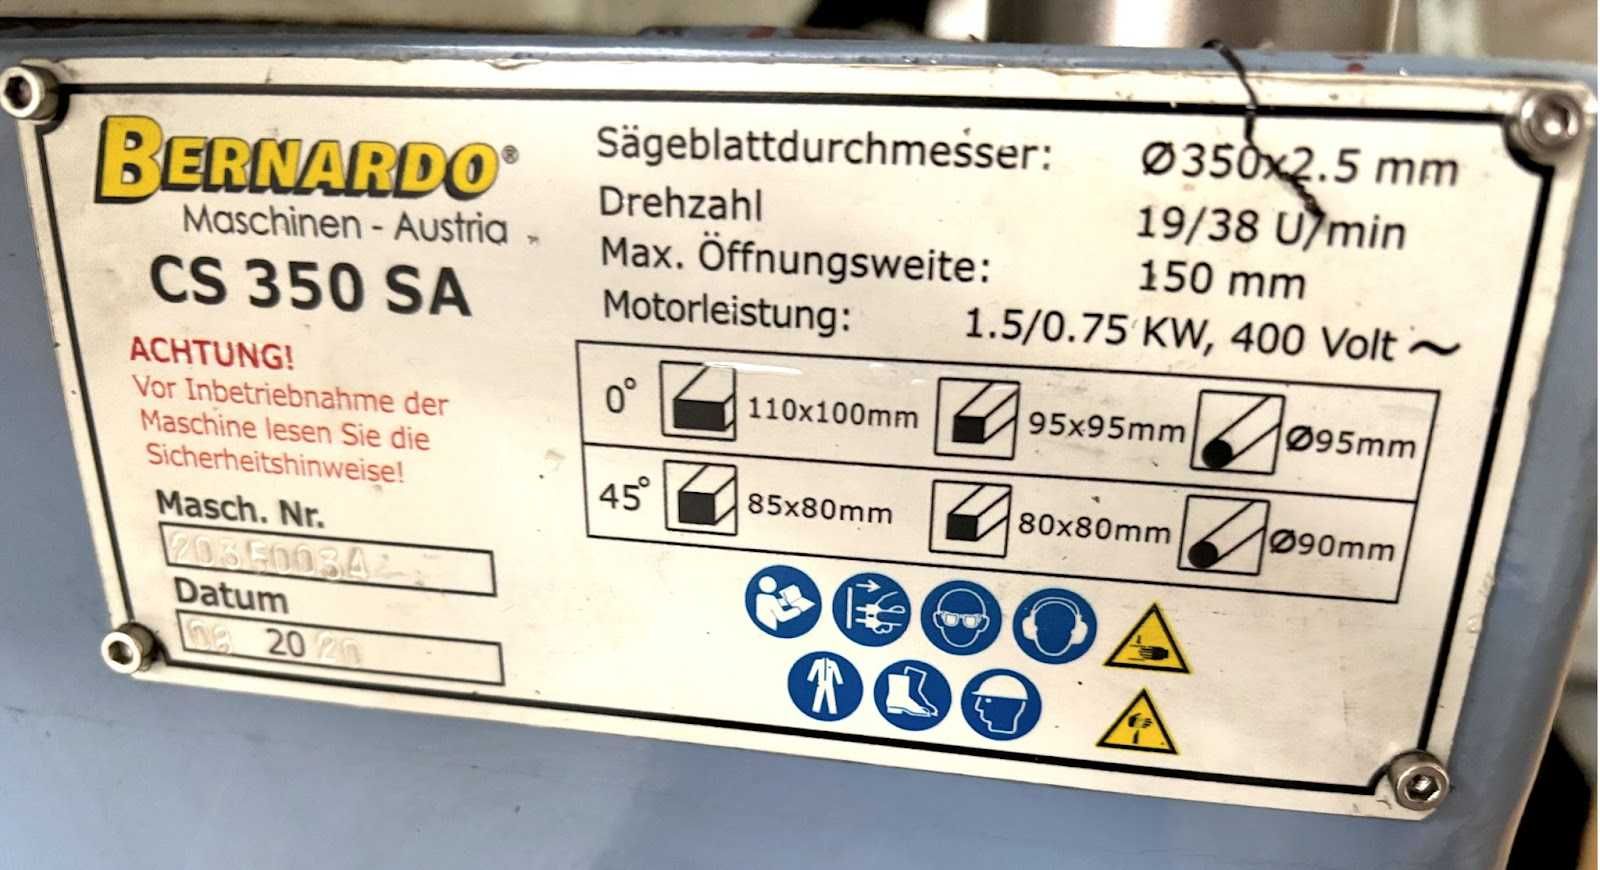 BERNARDO®
Maschinen - Austria
CS 350 SA
ACHTUNG!
Vor Inbetriebnahme der
Maschine lesen Sie die
Sicherheitshinweise!
Masch. Nr.
Datum
20
Sägeblattdurchmesser: Ø350x2.5 mm
Drehzahl 19/38 U/min
Max. Öffnungsweite: 150 mm
Motorleistung: 1.5/0.75 KW, 400 Volt ~
0° 110x100mm 95x95mm Ø95mm
45° 85x80mm 80x80mm Ø90mm